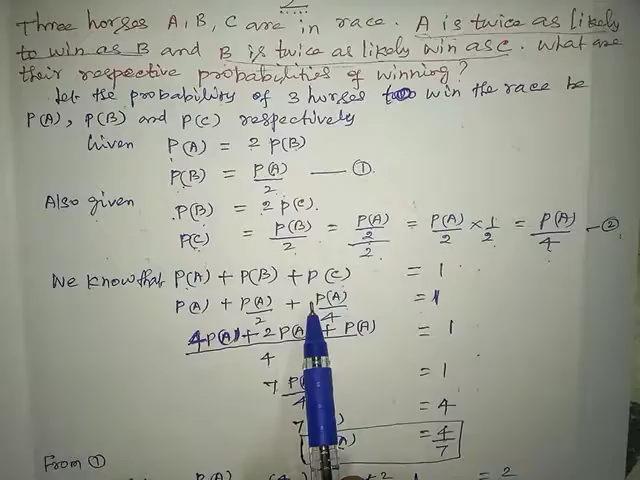 Three horses A, B, C are in race. A is twice as likely
to win as B and B is twice as likely win as C. What are
their respective probabilities of winning?
Let the probability of 3 horses to win the race be
P(A), P(B) and P(C) respectively
Given P(A) = 2 P(B)
P(B) = P(A)/2 — ①
Also given P(B) = 2 P(C).
P(C) = P(B)/2 = P(A)/2/2 = P(A)/2 × 1/2 = P(A)/4 — ②
We know that P(A) + P(B) + P(C) = 1
P(A) + P(A)/2 + P(A)/4 = 1
4P(A) + 2P(A) + P(A)/4 = 1
7 P( /4 = 1
7 ) = 4
A) = 4/7
From ①
P(A) = 2